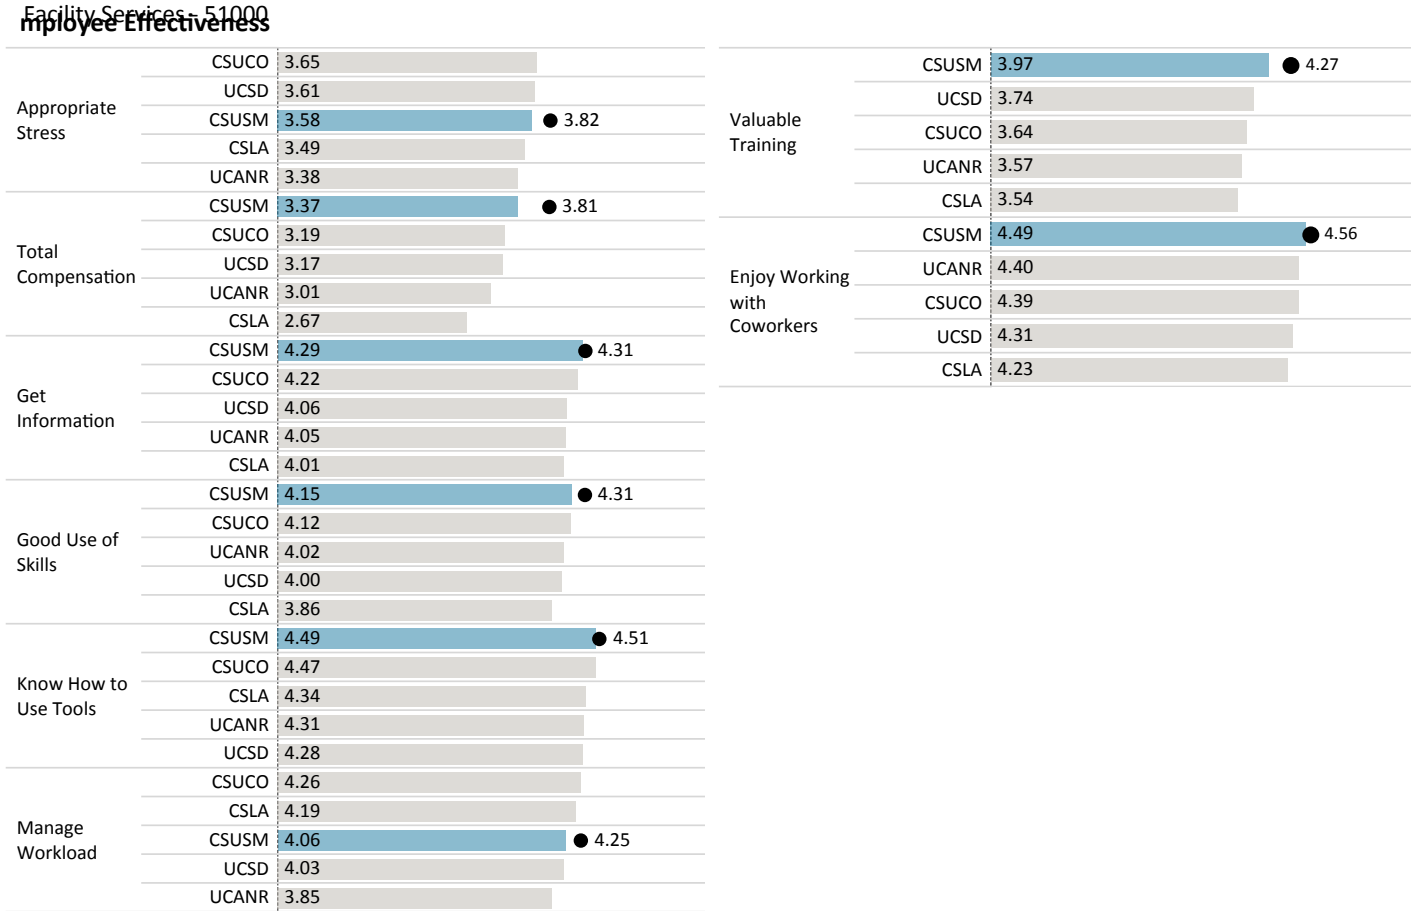 Facility Services - 51000
mployee Effectiveness
Appropriate
Stress
CSUCO 3.65
UCSD 3.61
CSUSM 3.58 3.82
CSLA 3.49
UCANR 3.38
Total
Compensation
CSUSM 3.37 3.81
CSUCO 3.19
UCSD 3.17
UCANR 3.01
CSLA 2.67
Get
Information
CSUSM 4.29 4.31
CSUCO 4.22
UCSD 4.06
UCANR 4.05
CSLA 4.01
Good Use of
Skills
CSUSM 4.15 4.31
CSUCO 4.12
UCANR 4.02
UCSD 4.00
CSLA 3.86
Know How to
Use Tools
CSUSM 4.49 4.51
CSUCO 4.47
CSLA 4.34
UCANR 4.31
UCSD 4.28
Manage
Workload
CSUCO 4.26
CSLA 4.19
CSUSM 4.06 4.25
UCSD 4.03
UCANR 3.85
Valuable
Training
CSUSM 3.97 4.27
UCSD 3.74
CSUCO 3.64
UCANR 3.57
CSLA 3.54
Enjoy Working
with
Coworkers
CSUSM 4.49 4.56
UCANR 4.40
CSUCO 4.39
UCSD 4.31
CSLA 4.23